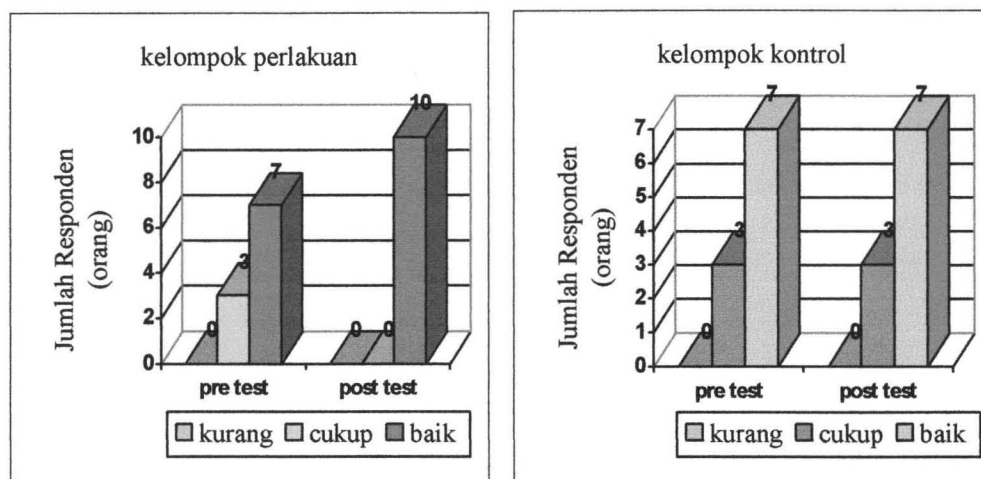 kelompok perlakuan
Jumlah Responden
(orang)
10
8
6
4
2
0
0
3
7
0
0
10
pre test
post test
kurang
cukup
baik
kelompok kontrol
Jumlah Responden
(orang)
7
6
5
4
3
2
1
0
0
3
7
0
3
7
pre test
post test
kurang
cukup
baik